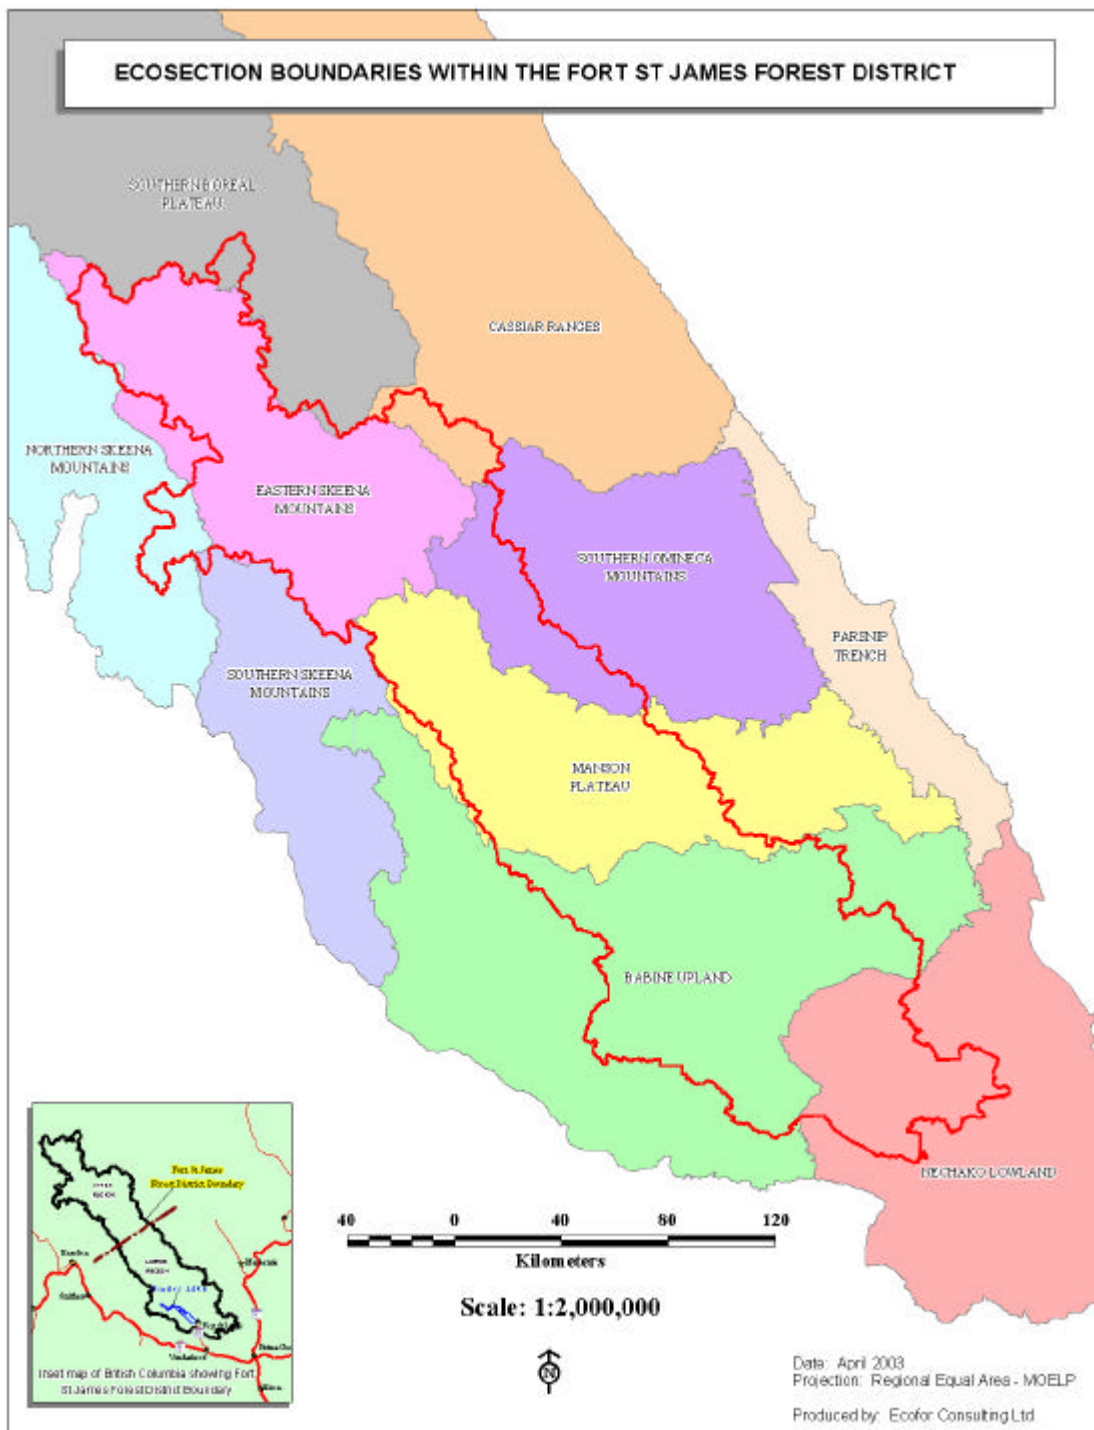 ECOSECTION BOUNDARIES WITHIN THE FORT ST JAMES FOREST DISTRICT
SOUTHERN BOREAL
PLATEAU
CASSIAR RANGES
NORTHERN SKEENA
MOUNTAINS
EASTERN SKEENA
MOUNTAINS
SOUTHERN OMINECA
MOUNTAINS
PARSNIP
TRENCH
SOUTHERN SKEENA
MOUNTAINS
MANSON
PLATEAU
BABINE UPLAND
NECHAKO LOWLAND
Fort St James
Forest District Boundary
Inset map of British Columbia showing Fort
St James Forest District Boundary
40 0 40 80 120
Kilometers
Scale: 1:2,000,000
N
Date: April 2003
Projection: Regional Equal Area - MOELP
Produced by: Ecofor Consulting Ltd